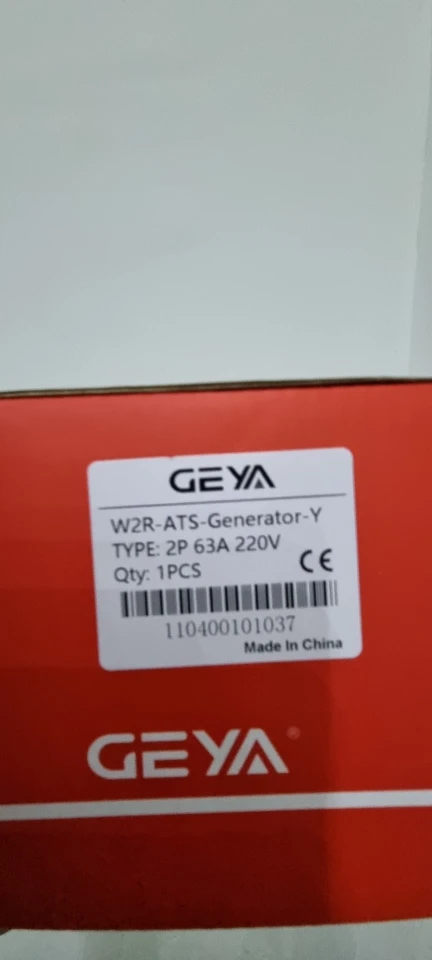 GEYA
W2R-ATS-Generator-Y
TYPE: 2P 63A 220V
Qty: 1PCS
CE
110400101037
Made In China
GEYA®